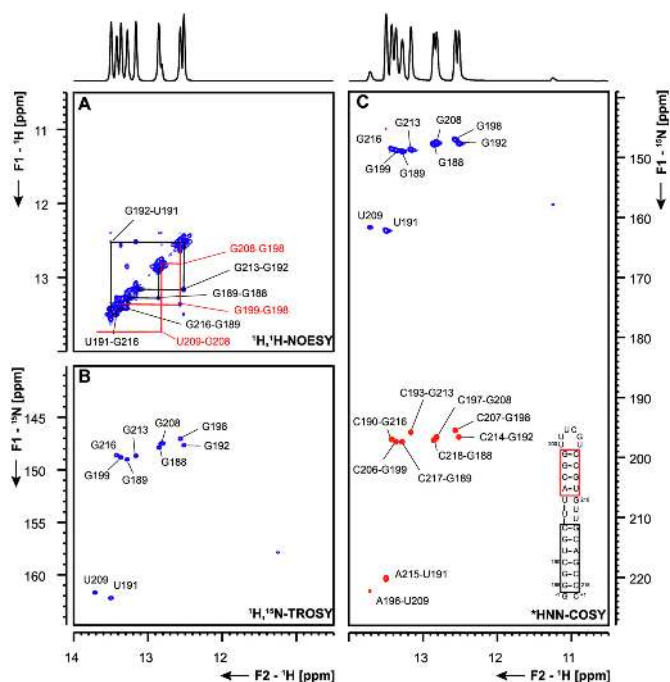 A
C
11
12
13
14
F1 - ¹H [ppm]
G192-U191
G208-G198
G213-G192
G189-G188
G199-G198
G216-G189
U191-G216
U209-G208
¹H,¹H-NOESY
B
145
150
155
160
F1 - ¹⁵N [ppm]
G213
G208
G198
G216
G199
G189
G188
G192
U209
U191
¹H,¹⁵N-TROSY
14
13
12
11
F2 - ¹H [ppm]
G213
G208
G198
G216
G199
G189
G188
G192
U209
U191
150
160
170
180
190
200
210
220
F1 - ¹⁵N [ppm]
C193-G213
C197-G208
C190-G216
C207-G198
C214-G192
C206-G199
C218-G188
C217-G189
A215-U191
A196-U209
*HNN-COSY
13
12
11
F2 - ¹H [ppm]